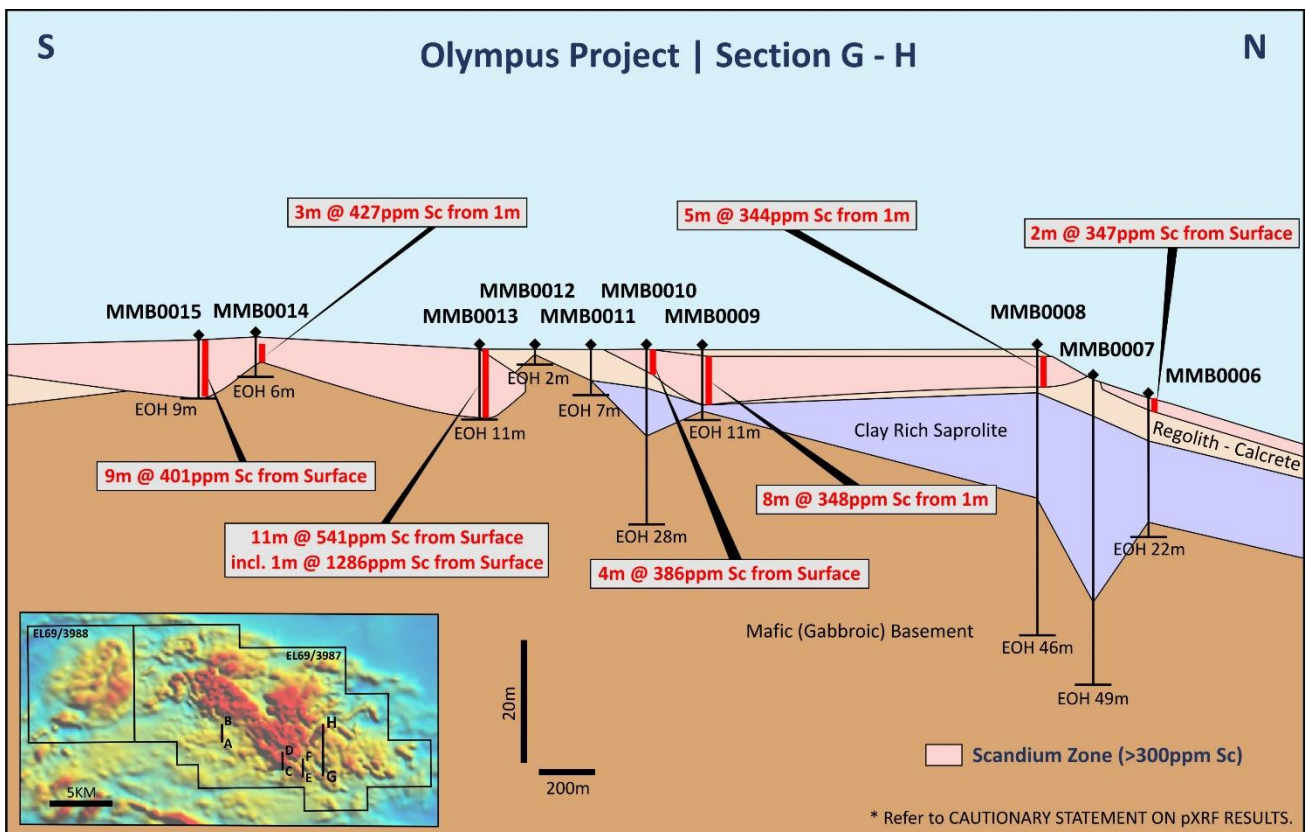 S
Olympus Project | Section G - H
N
3m @ 427ppm Sc from 1m
5m @ 344ppm Sc from 1m
2m @ 347ppm Sc from Surface
MMB0015
MMB0014
MMB0013
MMB0012
MMB0011
MMB0010
MMB0009
MMB0008
MMB0007
MMB0006
EOH 9m
EOH 6m
EOH 11m
EOH 2m
EOH 7m
EOH 28m
EOH 11m
EOH 46m
EOH 49m
EOH 22m
Clay Rich Saprolite
Regolith - Calcrete
9m @ 401ppm Sc from Surface
11m @ 541ppm Sc from Surface
incl. 1m @ 1286ppm Sc from Surface
8m @ 348ppm Sc from 1m
4m @ 386ppm Sc from Surface
Mafic (Gabbroic) Basement
EL69/3988
EL69/3987
B
A
D
C
F
E
H
G
5KM
20m
200m
Scandium Zone (>300ppm Sc)
* Refer to CAUTIONARY STATEMENT ON pXRF RESULTS.